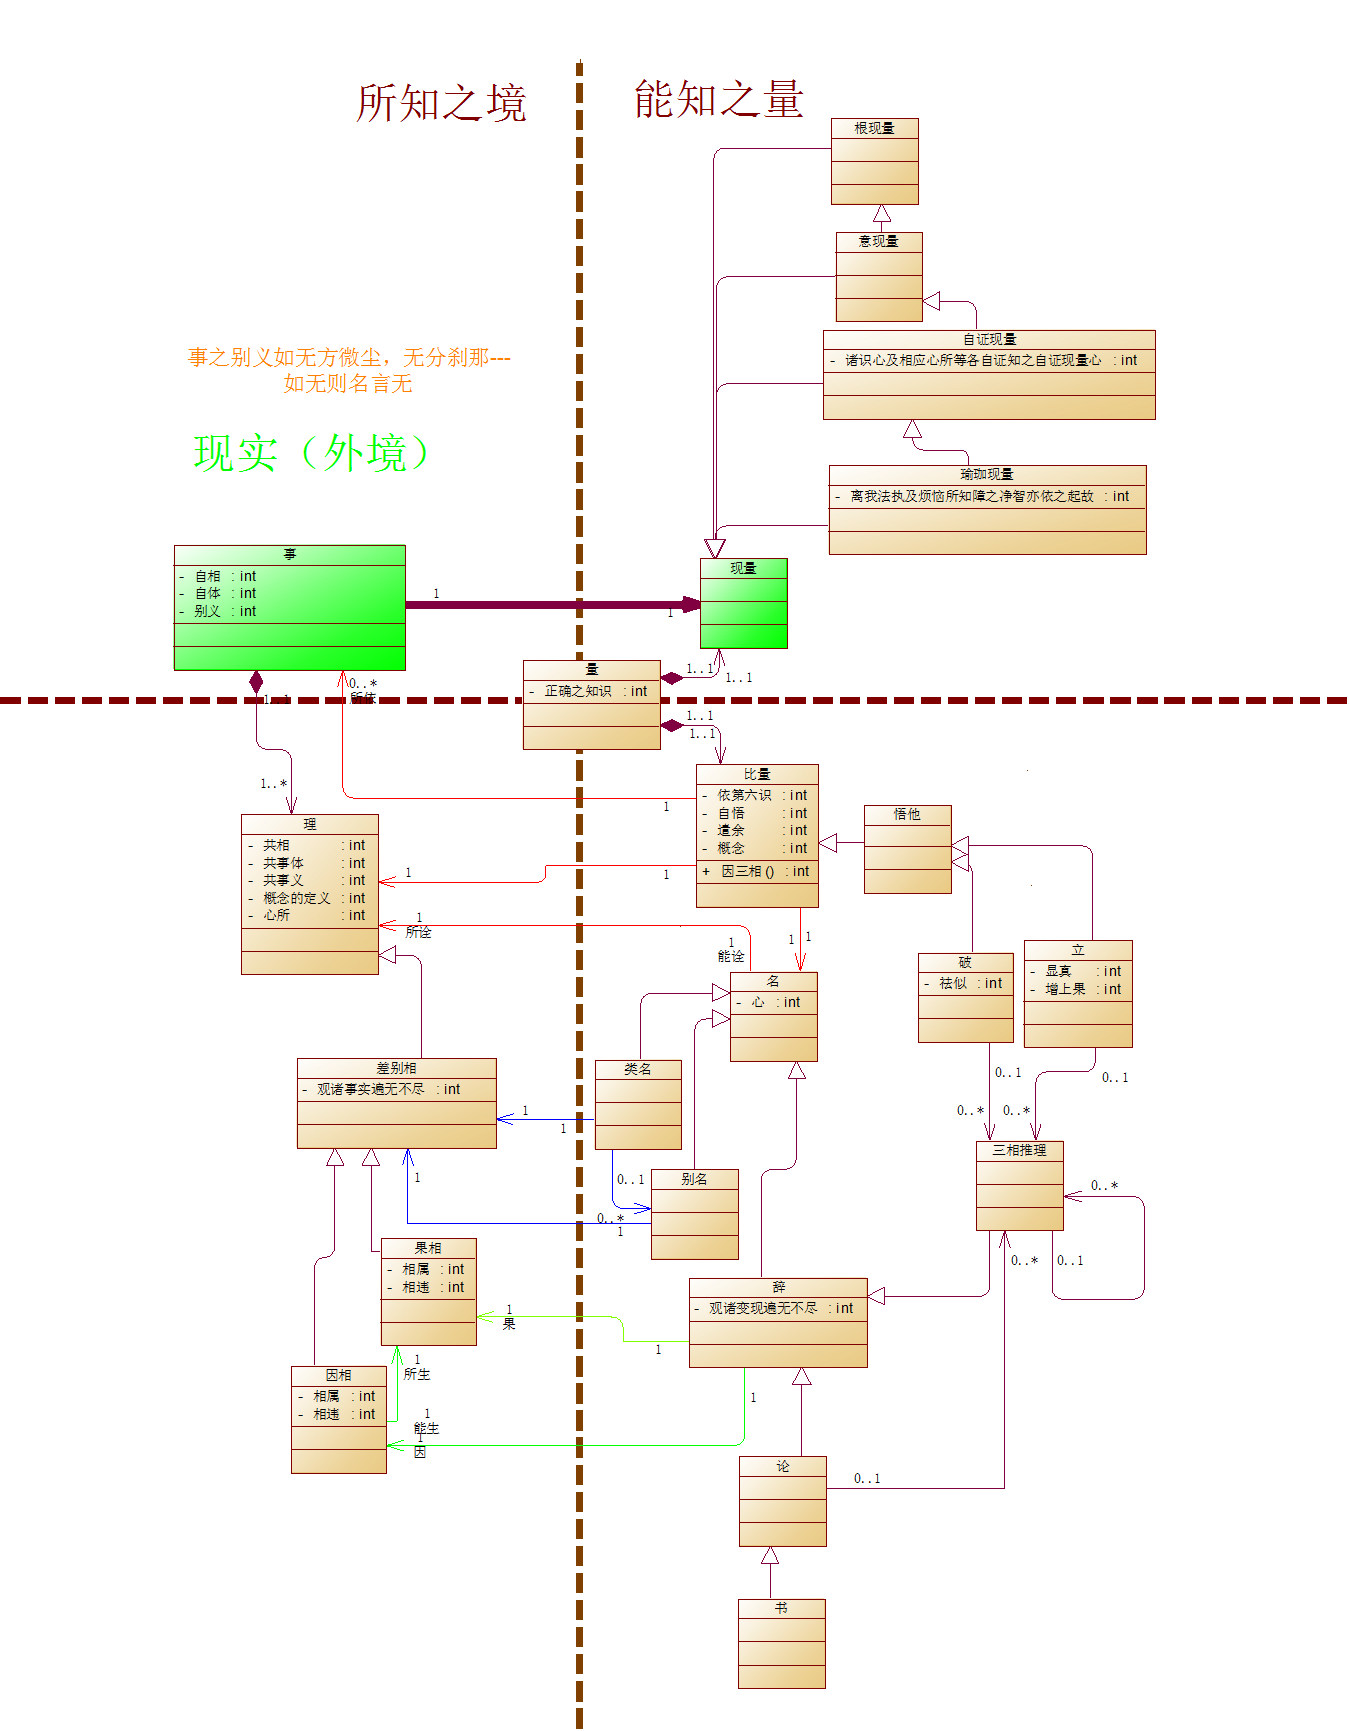 所知之境
能知之量
根现量
意现量
自证现量
- 诸识心及相应心所等各自证知之自证现量心 : int
瑜珈现量
- 离我法执及烦恼所知障之净智亦依之起故 : int
事之别义如无方微尘，无分刹那---
如无则名言无
现实（外境）
事
- 自相 : int
- 自体 : int
- 别义 : int
1
1
现量
量
- 正确之知识 : int
1..1
1..1
1..1
1..1
1..1
0..*
所依
1..*
理
- 共相 : int
- 共事体 : int
- 共事义 : int
- 概念的定义 : int
- 心所 : int
比量
- 依第六识 : int
- 自悟 : int
- 遣余 : int
- 概念 : int
+ 因三相 () : int
1
1
1
悟他
1
所诠
1
能诠
1
1
名
- 心 : int
破
- 祛似 : int
立
- 显真 : int
- 增上果 : int
差别相
- 观诸事实遍无不尽 : int
类名
1
1
别名
0..1
0..*
1
1
0..1
0..1
0..*
0..*
三相推理
0..*
0..1
0..*
果相
- 相属 : int
- 相违 : int
辞
- 观诸变现遍无不尽 : int
1
果
1
1
所生
因相
- 相属 : int
- 相违 : int
1
能生
1
因
1
论
0..1
书